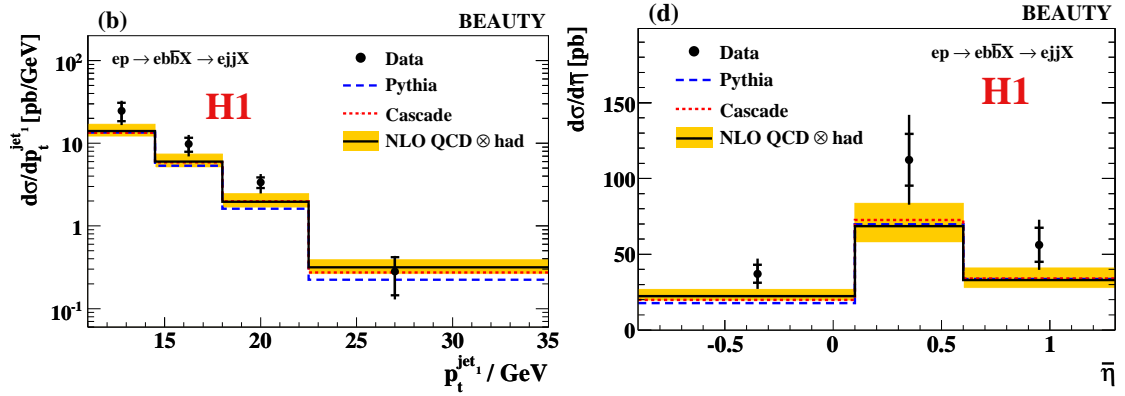 (b) BEAUTY
dσ/dp_t^{jet_1} [pb/GeV]
ep → ebb̄X → ejjX
H1
Data
Pythia
Cascade
NLO QCD ⊗ had
10²
10
1
10⁻¹
15 20 25 30 35
p_t^{jet_1} / GeV
(d) BEAUTY
dσ/dη̄ [pb]
ep → ebb̄X → ejjX
H1
Data
Pythia
Cascade
NLO QCD ⊗ had
150
100
50
0
-0.5 0 0.5 1
η̄